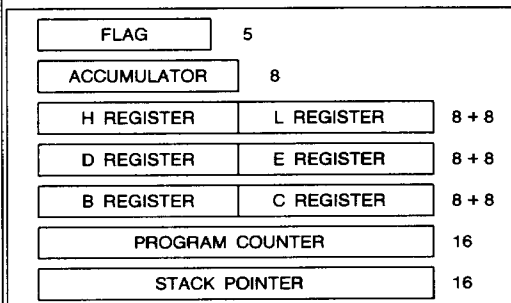 FLAG 5
ACCUMULATOR 8
H REGISTER L REGISTER 8 + 8
D REGISTER E REGISTER 8 + 8
B REGISTER C REGISTER 8 + 8
PROGRAM COUNTER 16
STACK POINTER 16